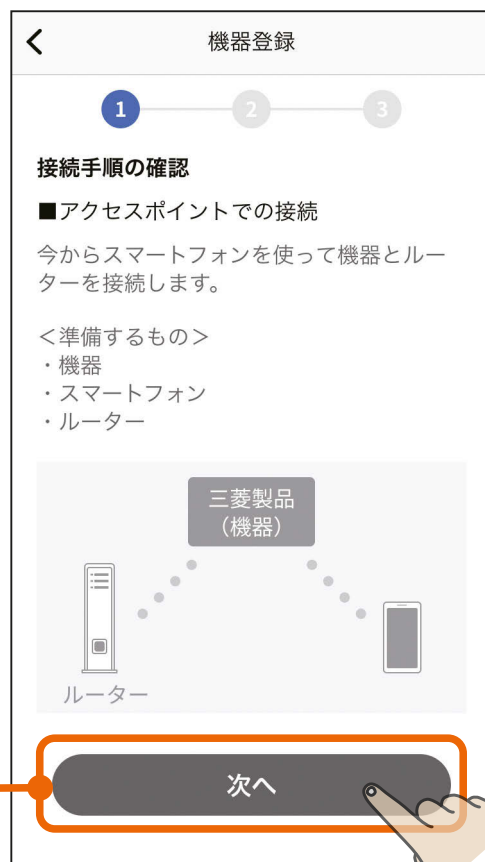 機器登録
1 2 3
接続手順の確認
■アクセスポイントでの接続
今からスマートフォンを使って機器とルー
ターを接続します。
＜準備するもの＞
・機器
・スマートフォン
・ルーター
三菱製品
（機器）
ルーター
次へ